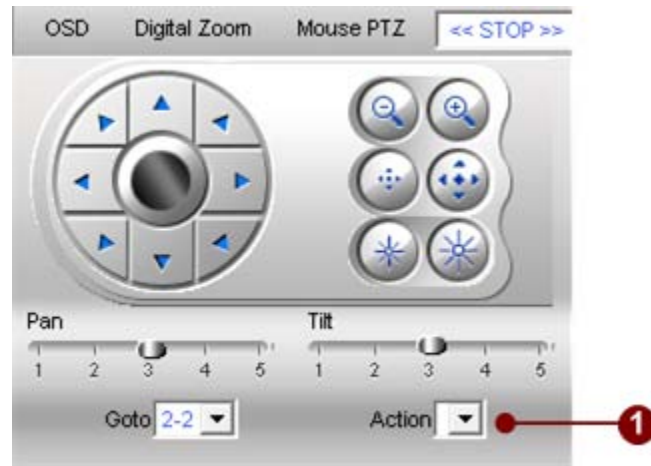 OSD Digital Zoom Mouse PTZ << STOP >>
Pan Tilt
1 2 3 4 5 1 2 3 4 5
Goto 2-2 Action 1